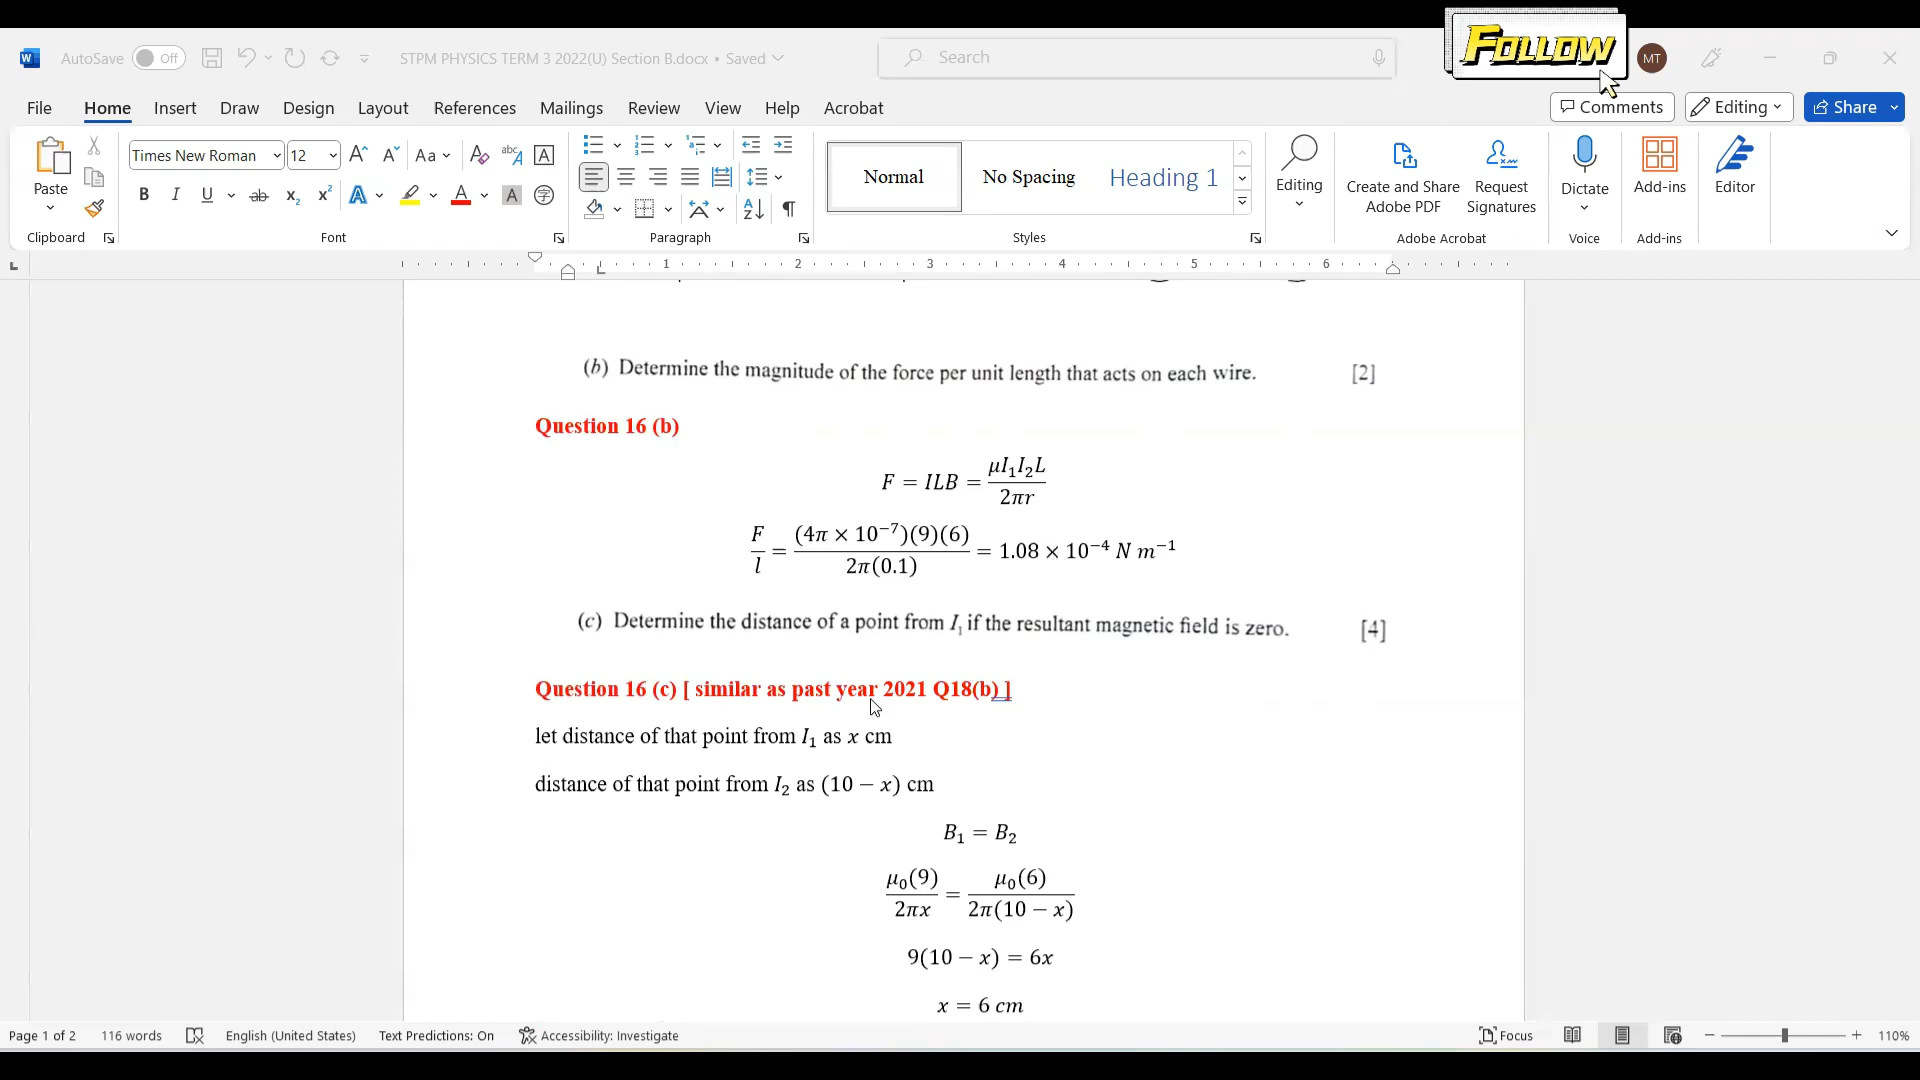 FOLLOW
AutoSave Off STPM PHYSICS TERM 3 2022(U) Section B.docx • Saved Search MT
File Home Insert Draw Design Layout References Mailings Review View Help Acrobat Comments Editing Share
Paste Times New Roman 12 Aa Normal No Spacing Heading 1 Editing Create and Share Adobe PDF Request Signatures Dictate Add-ins Editor
Clipboard Font Paragraph Styles Adobe Acrobat Voice Add-ins
1 2 3 4 5 6
(b) Determine the magnitude of the force per unit length that acts on each wire. [2]
Question 16 (b)
F = ILB = μI₁I₂L / 2πr
F / l = (4π × 10⁻⁷)(9)(6) / 2π(0.1) = 1.08 × 10⁻⁴ N m⁻¹
(c) Determine the distance of a point from I₁ if the resultant magnetic field is zero. [4]
Question 16 (c) [ similar as past year 2021 Q18(b) ]
let distance of that point from I₁ as x cm
distance of that point from I₂ as (10 − x) cm
B₁ = B₂
μ₀(9) / 2πx = μ₀(6) / 2π(10 − x)
9(10 − x) = 6x
x = 6 cm
Page 1 of 2 116 words English (United States) Text Predictions: On Accessibility: Investigate Focus 110%